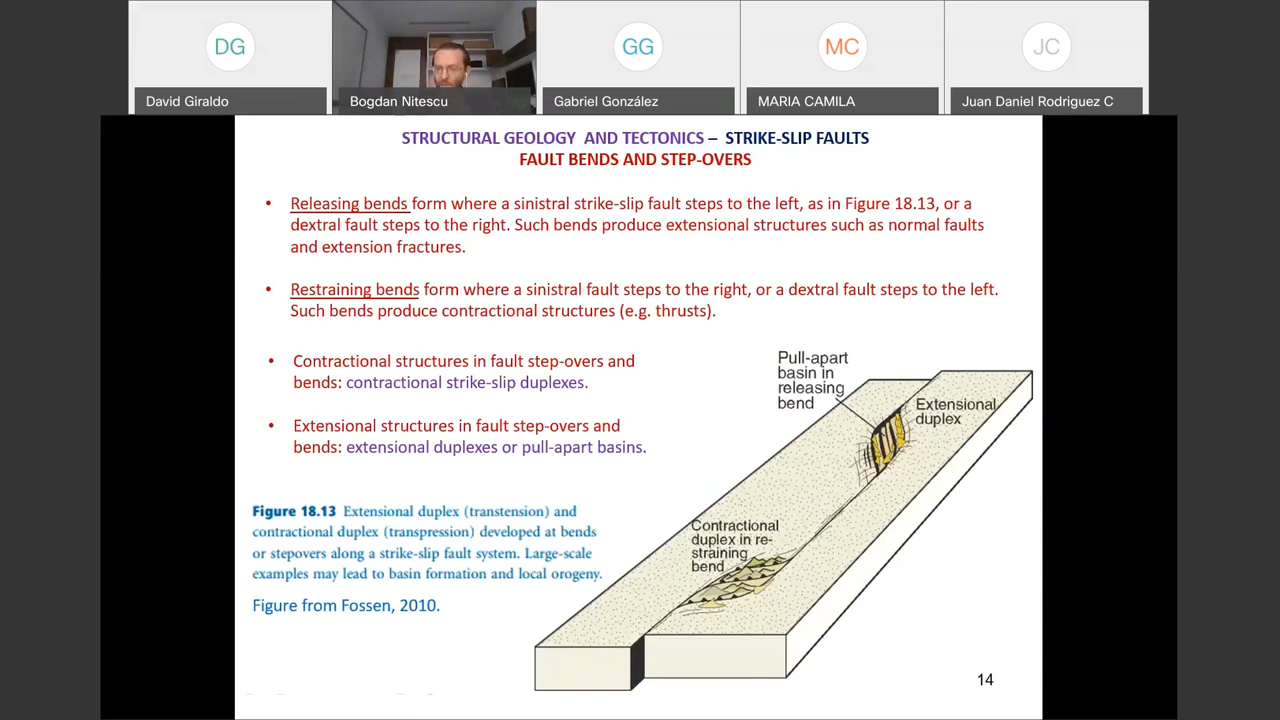 DG
GG
MC
JC
David Giraldo
Bogdan Nitescu
Gabriel González
MARIA CAMILA
Juan Daniel Rodriguez C
STRUCTURAL GEOLOGY AND TECTONICS – STRIKE-SLIP FAULTS
FAULT BENDS AND STEP-OVERS
• Releasing bends form where a sinistral strike-slip fault steps to the left, as in Figure 18.13, or a
dextral fault steps to the right. Such bends produce extensional structures such as normal faults
and extension fractures.
• Restraining bends form where a sinistral fault steps to the right, or a dextral fault steps to the left.
Such bends produce contractional structures (e.g. thrusts).
• Contractional structures in fault step-overs and
bends: contractional strike-slip duplexes.
• Extensional structures in fault step-overs and
bends: extensional duplexes or pull-apart basins.
Pull-apart
basin in
releasing
bend
Extensional
duplex
Contractional
duplex in re-
straining
bend
Figure 18.13 Extensional duplex (transtension) and
contractional duplex (transpression) developed at bends
or stepovers along a strike-slip fault system. Large-scale
examples may lead to basin formation and local orogeny.
Figure from Fossen, 2010.
14